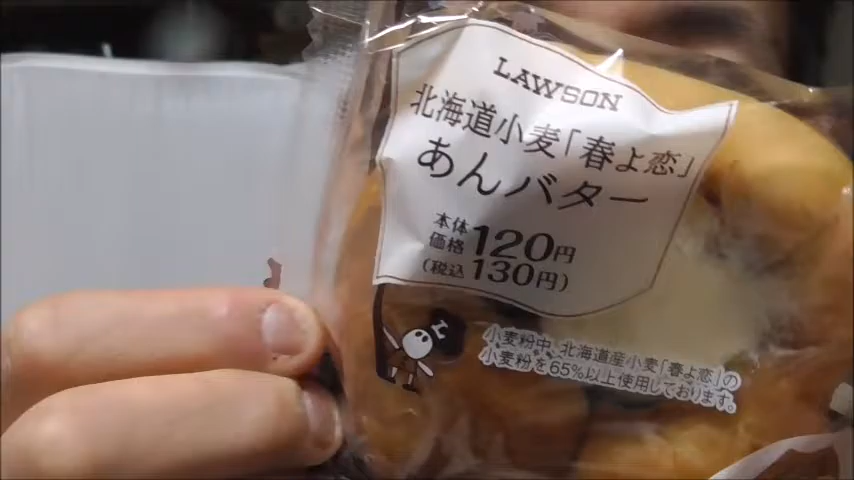 LAWSON
北海道小麦「春よ恋」
あんバター
本体価格120円
(税込130円)
L
小麦粉中、北海道産小麦「春よ恋」の
小麦粉を65%以上使用しております。